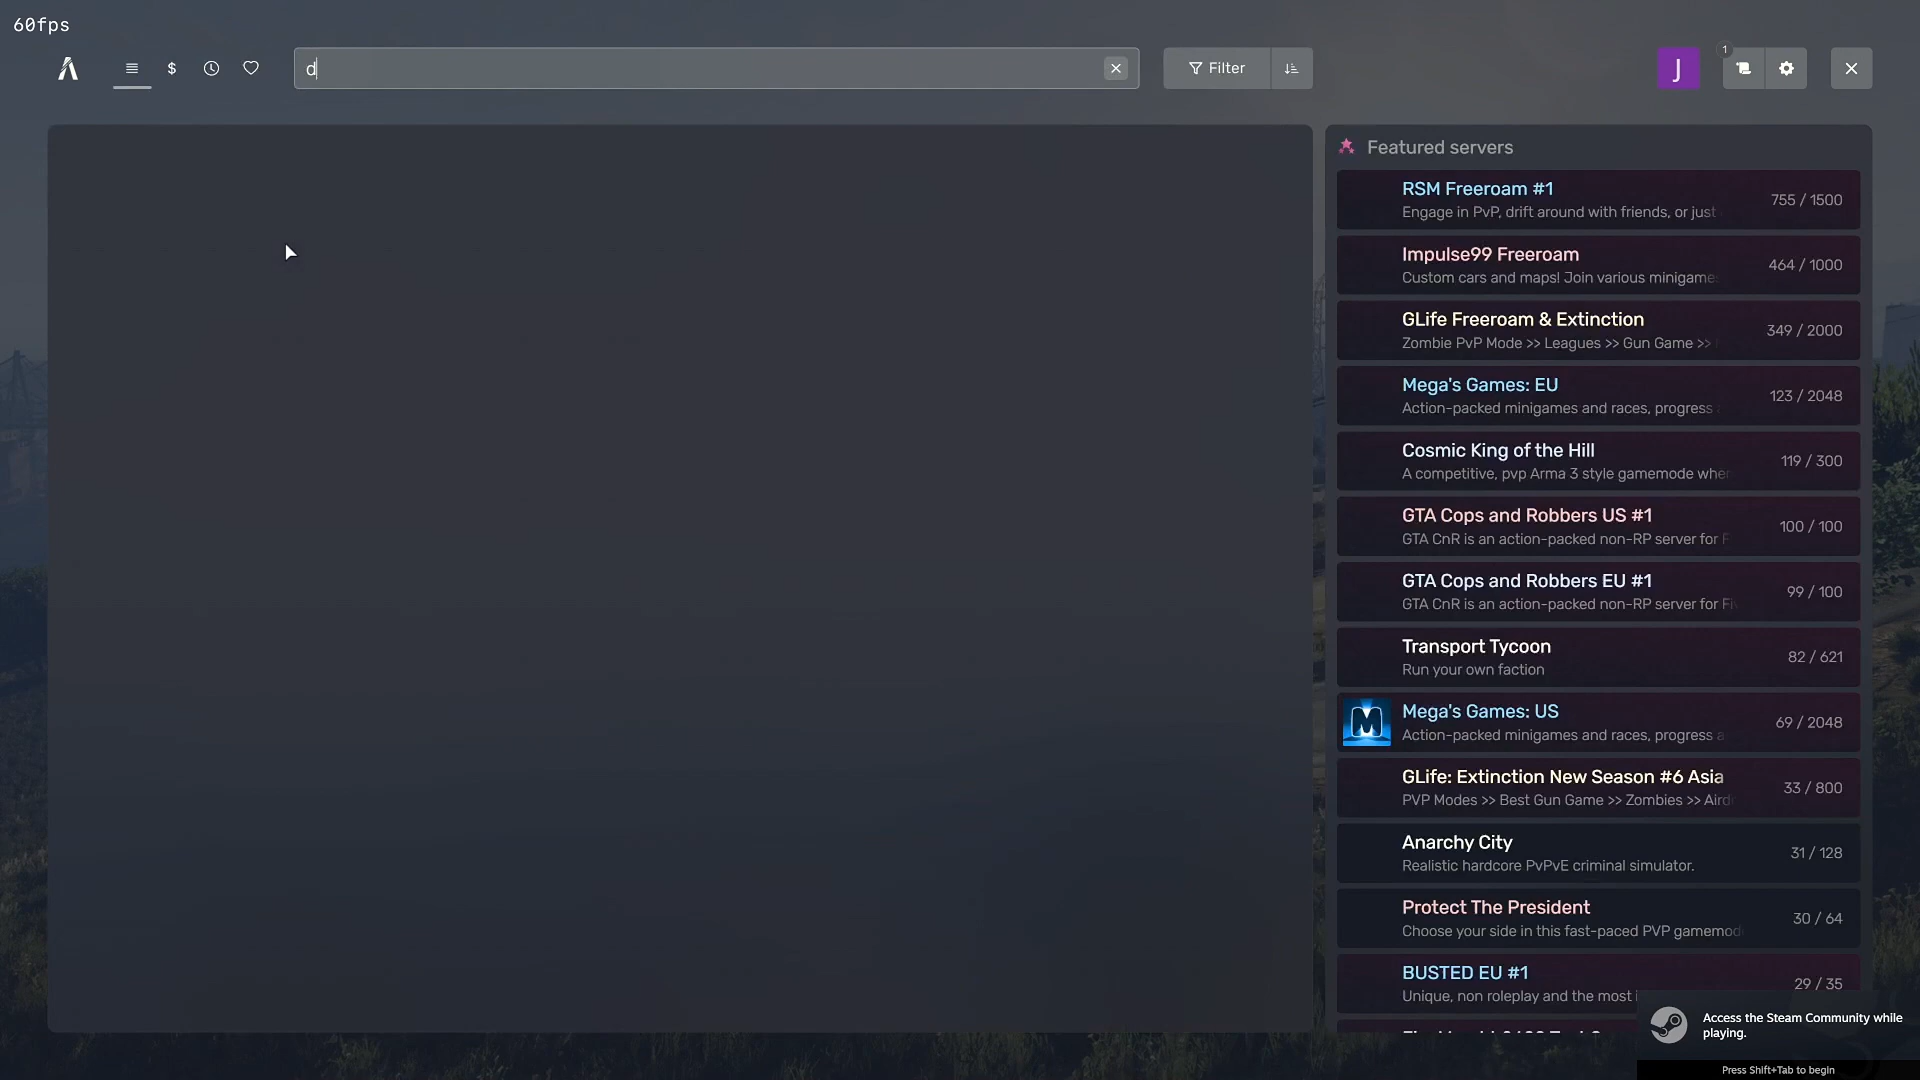 60fps
$
d
Filter
J
1
Featured servers
RSM Freeroam #1
Engage in PvP, drift around with friends, or just
755 / 1500
Impulse99 Freeroam
Custom cars and maps! Join various minigame
464 / 1000
GLife Freeroam & Extinction
Zombie PvP Mode >> Leagues >> Gun Game >>
349 / 2000
Mega's Games: EU
Action-packed minigames and races, progress
123 / 2048
Cosmic King of the Hill
A competitive, pvp Arma 3 style gamemode wher
119 / 300
GTA Cops and Robbers US #1
GTA CnR is an action-packed non-RP server for F
100 / 100
GTA Cops and Robbers EU #1
GTA CnR is an action-packed non-RP server for Fi
99 / 100
Transport Tycoon
Run your own faction
82 / 621
M
Mega's Games: US
Action-packed minigames and races, progress a
69 / 2048
GLife: Extinction New Season #6 Asia
PVP Modes >> Best Gun Game >> Zombies >> Aird
33 / 800
Anarchy City
Realistic hardcore PvPvE criminal simulator.
31 / 128
Protect The President
Choose your side in this fast-paced PVP gamemod
30 / 64
BUSTED EU #1
Unique, non roleplay and the most i
29 / 35
Access the Steam Community while
playing.
Press Shift+Tab to begin